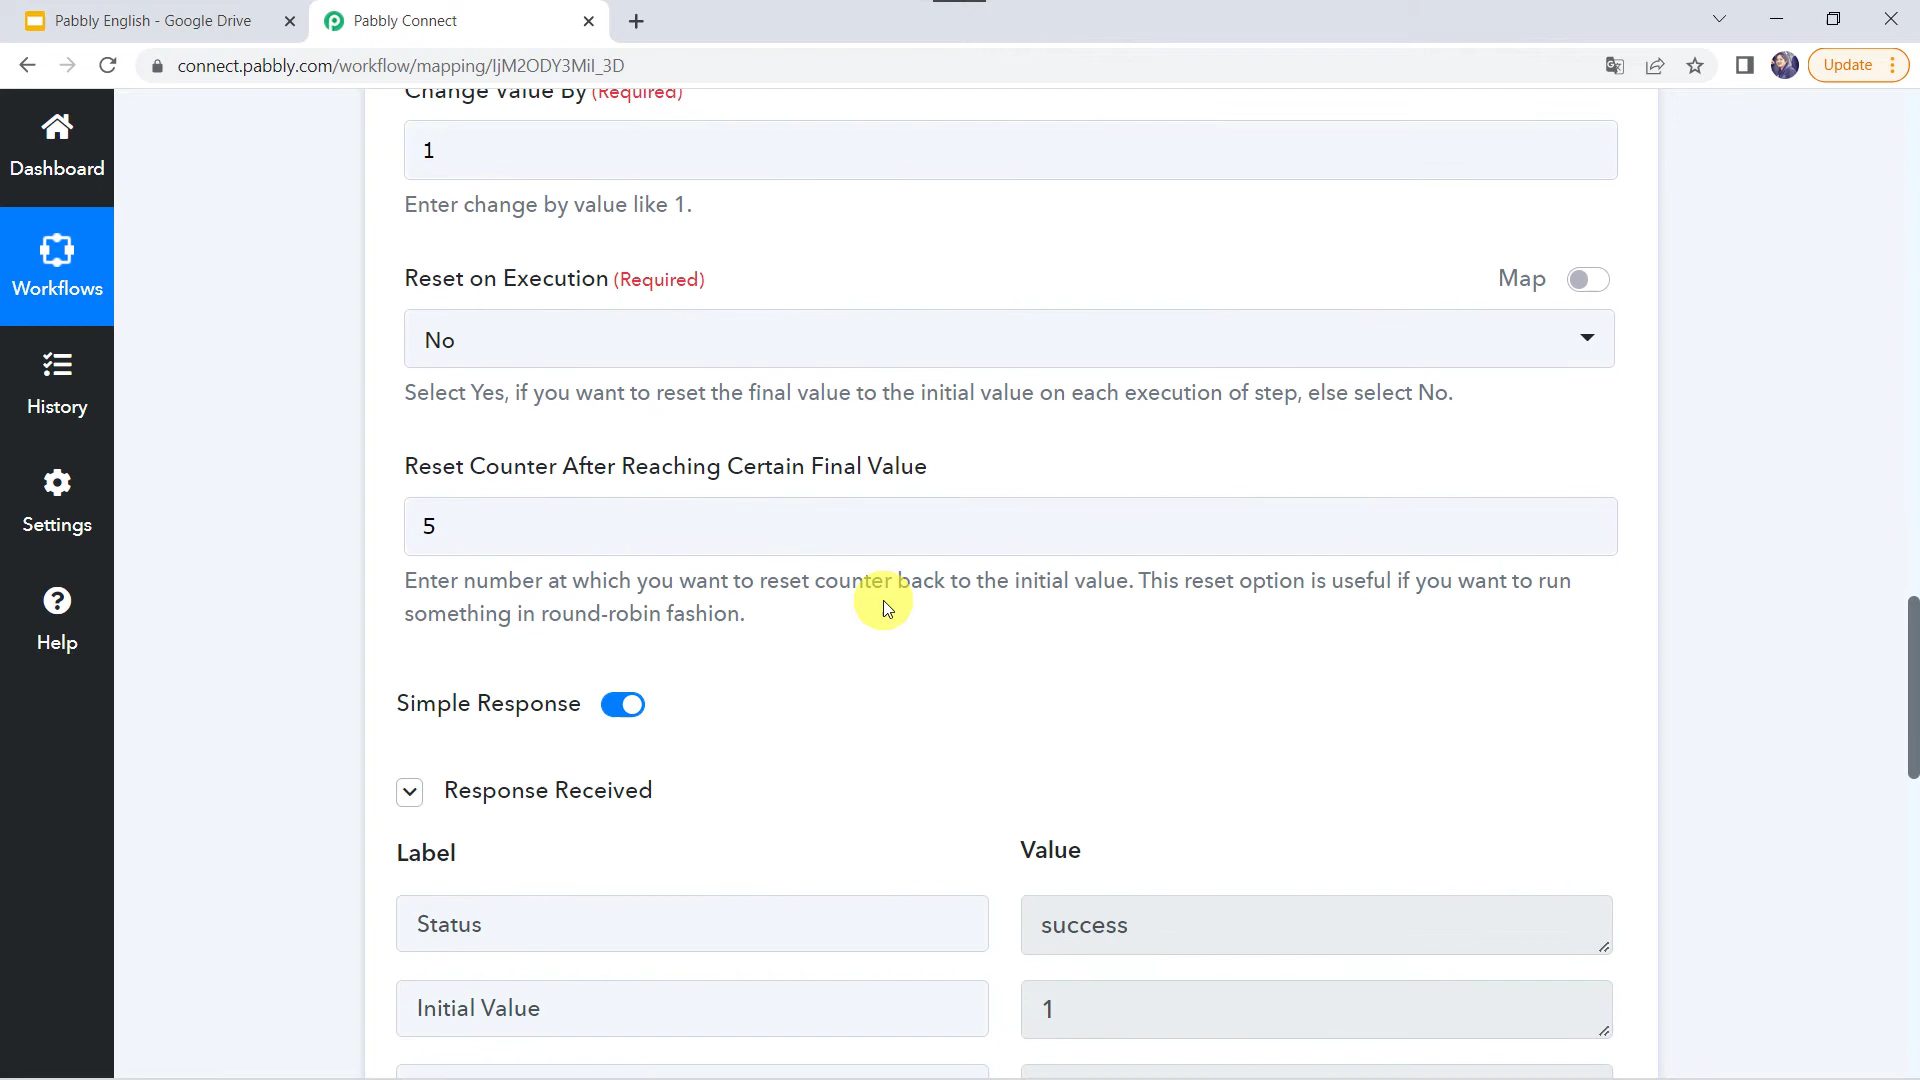 Pabbly English - Google Drive
Pabbly Connect
connect.pabbly.com/workflow/mapping/IjM2ODY3MiI_3D
Update
Change Value By (Required)
1
Enter change by value like 1.
Dashboard
Workflows
History
Settings
Help
Reset on Execution (Required)
Map
No
Select Yes, if you want to reset the final value to the initial value on each execution of step, else select No.
Reset Counter After Reaching Certain Final Value
5
Enter number at which you want to reset counter back to the initial value. This reset option is useful if you want to run
something in round-robin fashion.
Simple Response
Response Received
Label
Value
Status
success
Initial Value
1